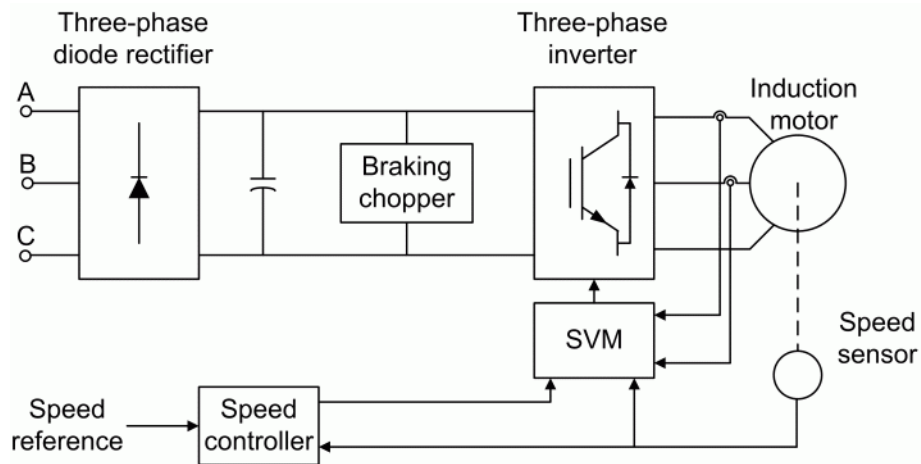 Three-phase
diode rectifier
Three-phase
inverter
A
Induction
motor
B
Braking
chopper
C
SVM
Speed
sensor
Speed
reference
Speed
controller